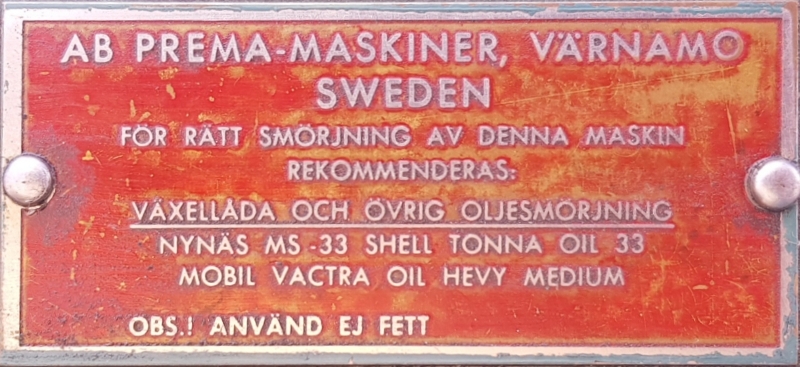 AB PREMA-MASKINER, VÄRNAMO
SWEDEN
FÖR RÄTT SMÖRJNING AV DENNA MASKIN
REKOMMENDERAS:
VÄXELLÅDA OCH ÖVRIG OLJESMÖRJNING
NYNÄS MS-33 SHELL TONNA OIL 33
MOBIL VACTRA OIL HEVY MEDIUM
OBS.! ANVÄND EJ FETT